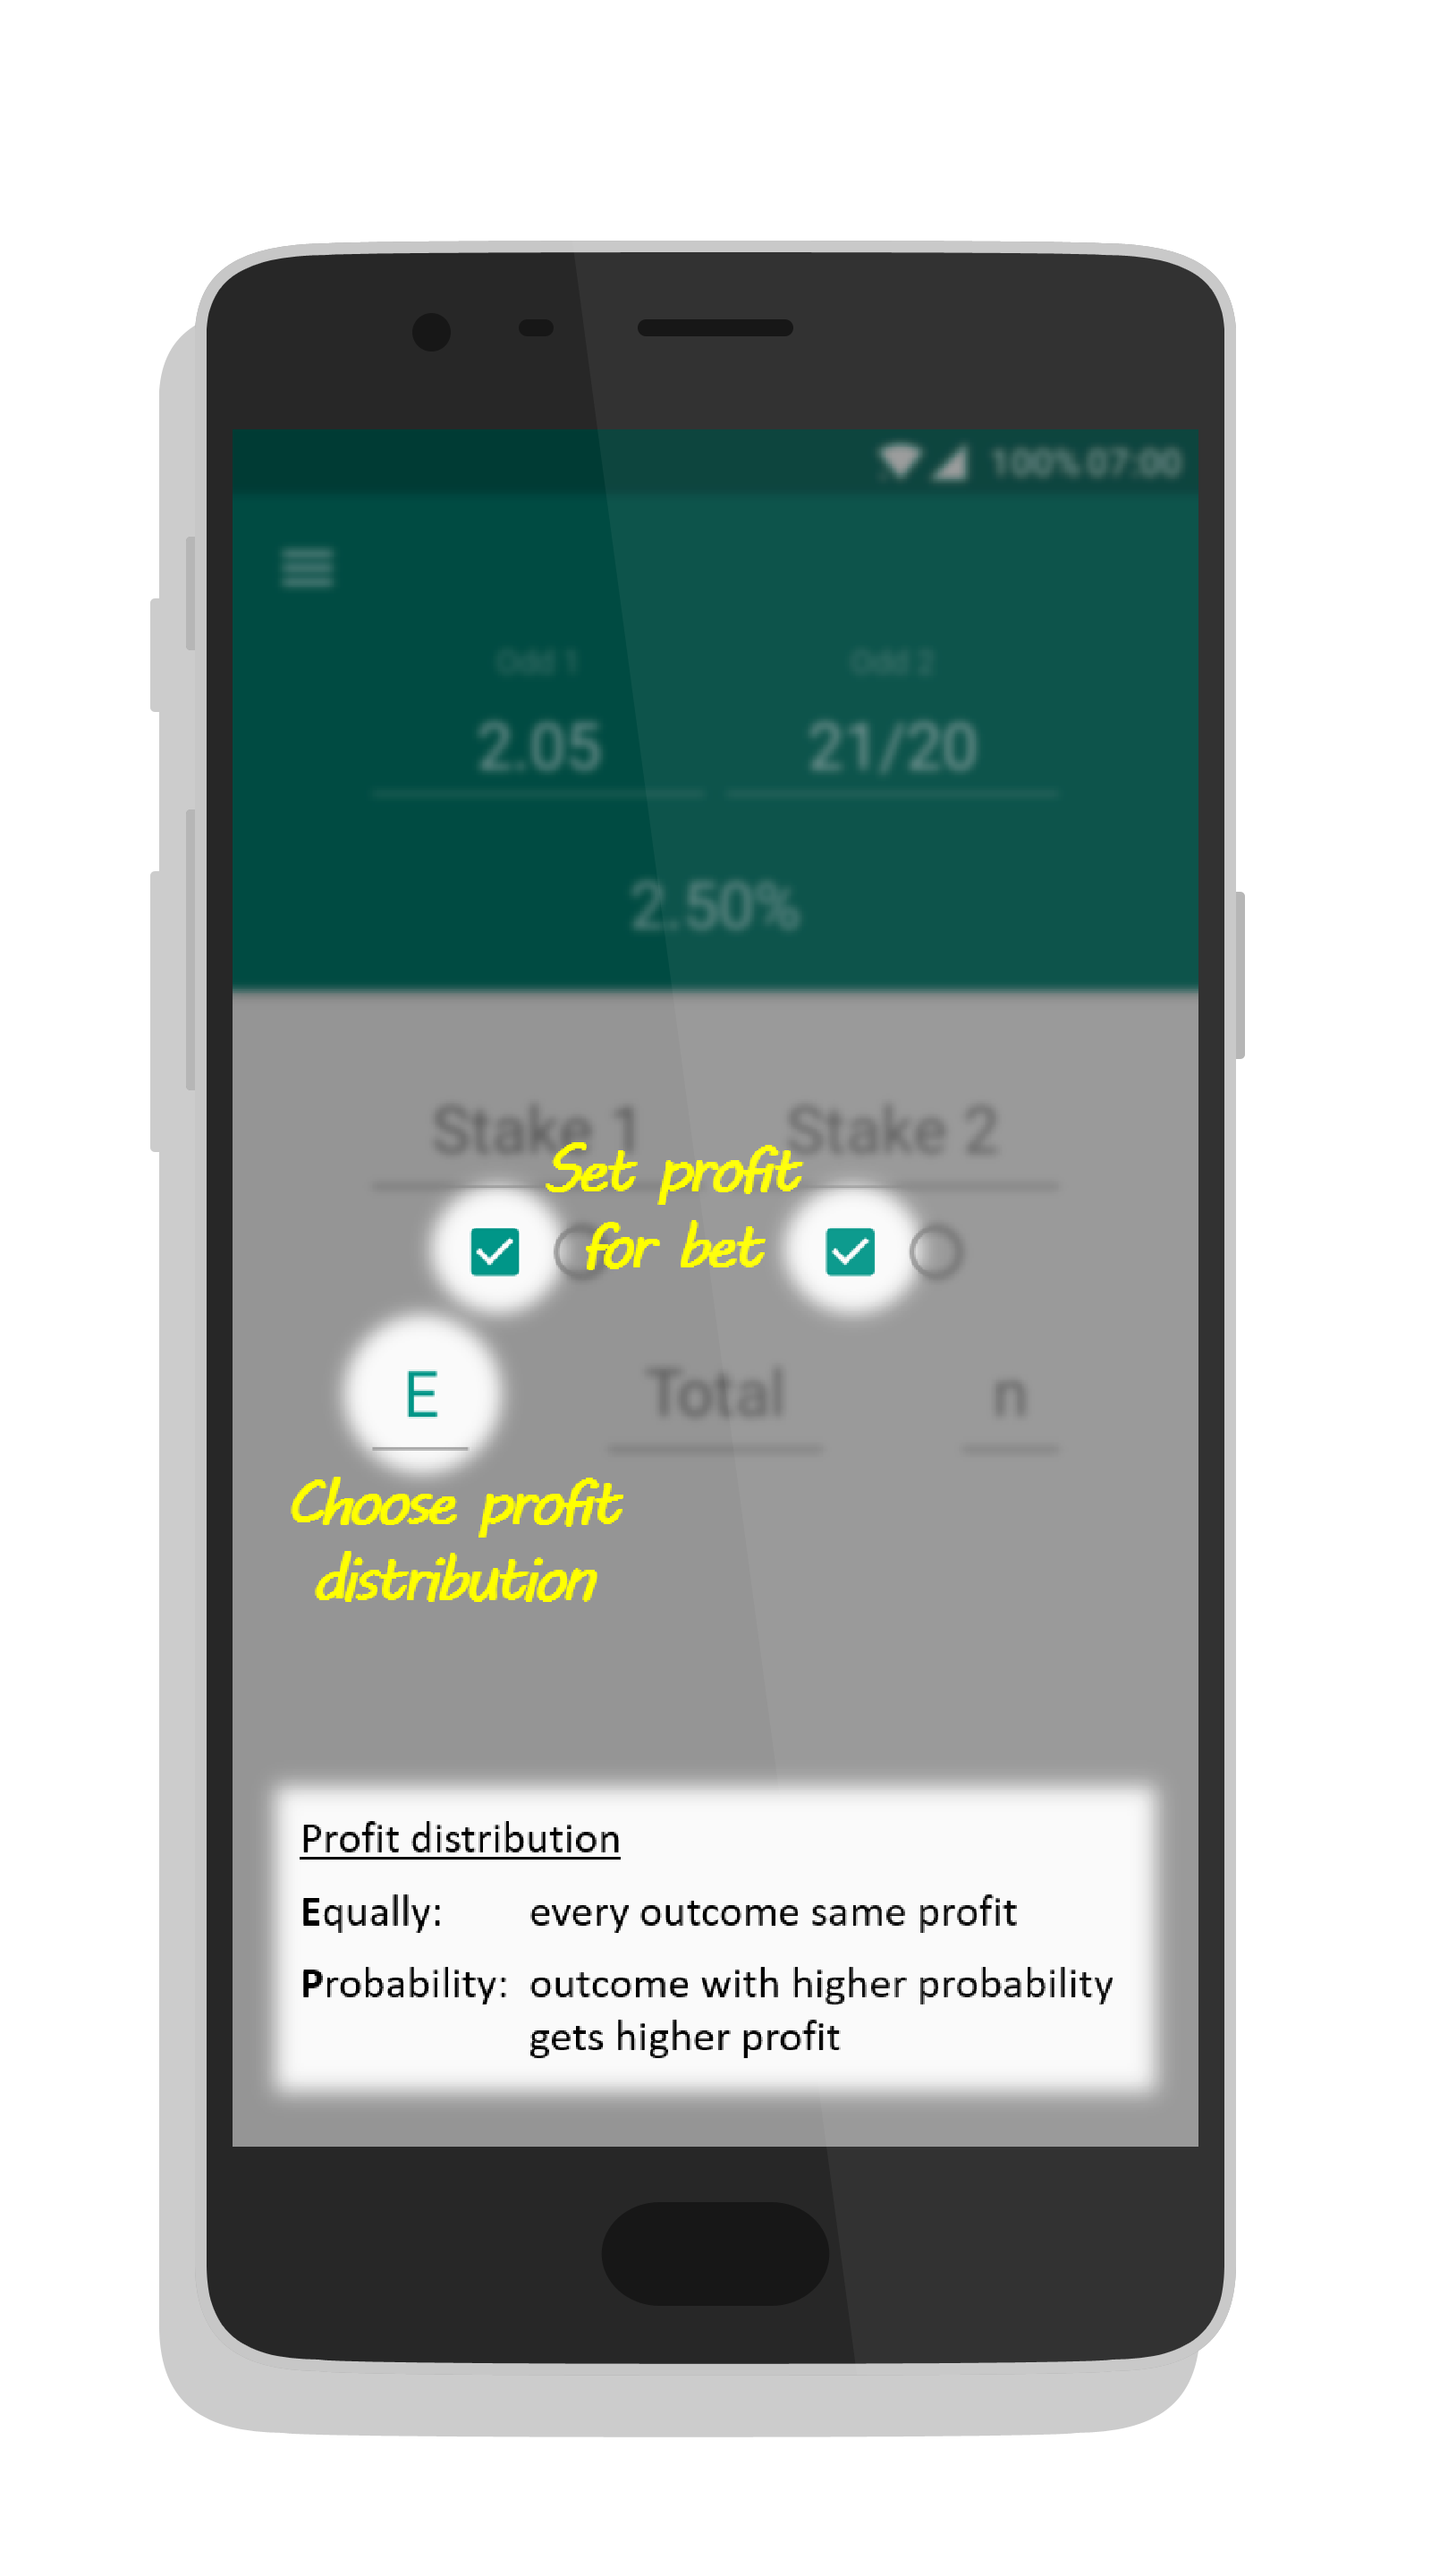 100% 07:00
Odd 1 Odd 2
2.05 21/20
2.50%
Stake 1 Stake 2
Set profit
for bet
E Total n
Choose profit
distribution
Profit distribution
Equally: every outcome same profit
Probability: outcome with higher probability
gets higher profit